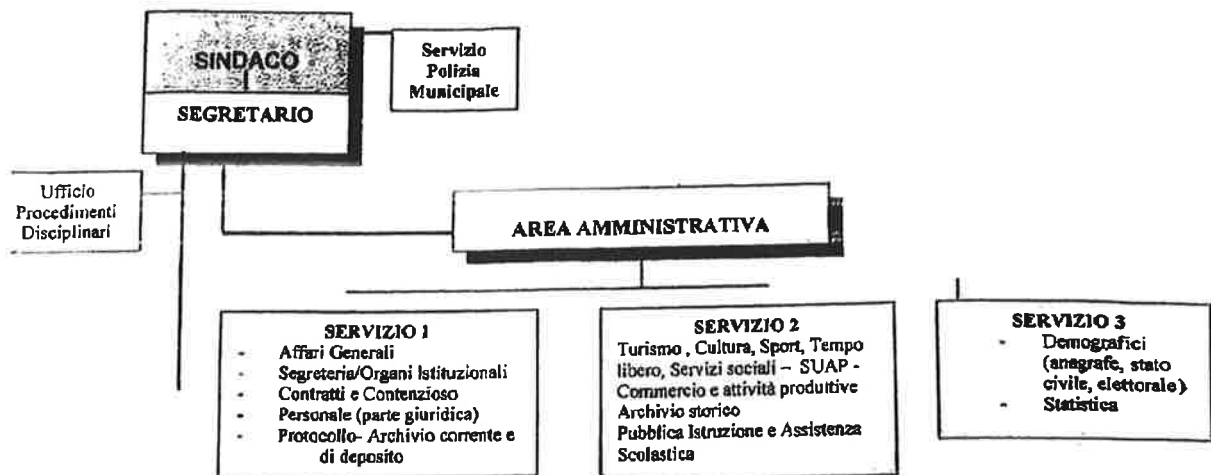 SINDACO
SEGRETARIO
Servizio
Polizia
Municipale
Ufficio
Procedimenti
Disciplinari
AREA AMMINISTRATIVA
SERVIZIO 1
- Affari Generali
- Segreteria/Organi Istituzionali
- Contratti e Contenzioso
- Personale (parte giuridica)
- Protocollo- Archivio corrente e
di deposito
SERVIZIO 2
Turismo , Cultura, Sport, Tempo
libero, Servizi sociali – SUAP -
Commercio e attività produttive
Archivio storico
Pubblica Istruzione e Assistenza
Scolastica
SERVIZIO 3
- Demografici
(anagrafe, stato
civile, elettorale)
- Statistica